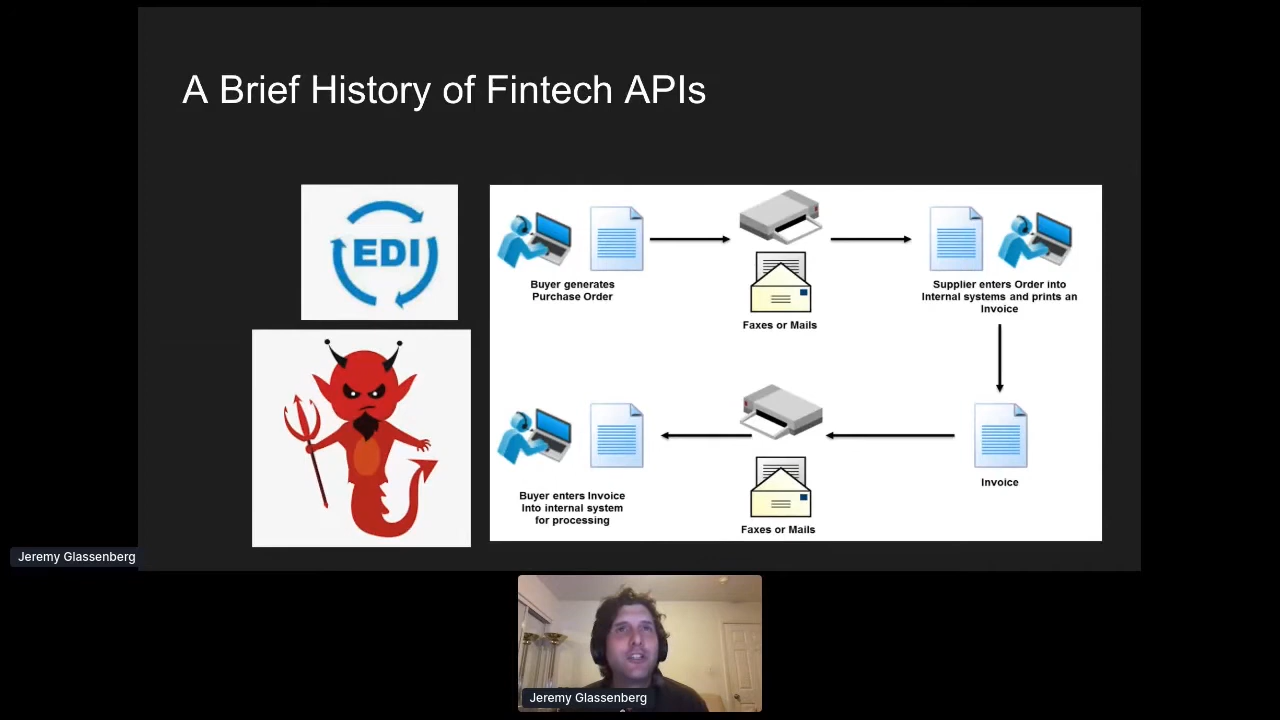 A Brief History of Fintech APIs
EDI
Buyer generates
Purchase Order
Faxes or Mails
Supplier enters Order into
Internal systems and prints an
Invoice
Buyer enters Invoice
Into internal system
for processing
Faxes or Mails
Invoice
Jeremy Glassenberg
Jeremy Glassenberg